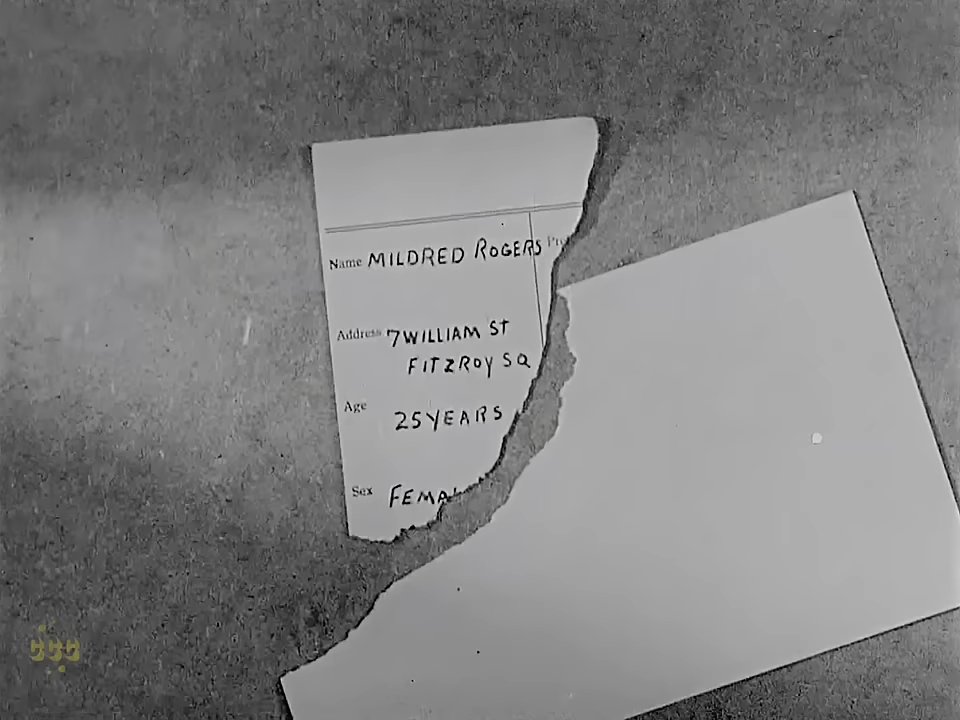 Name MILDRED ROGERS
Address 7 WILLIAM ST
FITZROY SQ
Age 25 YEARS
Sex